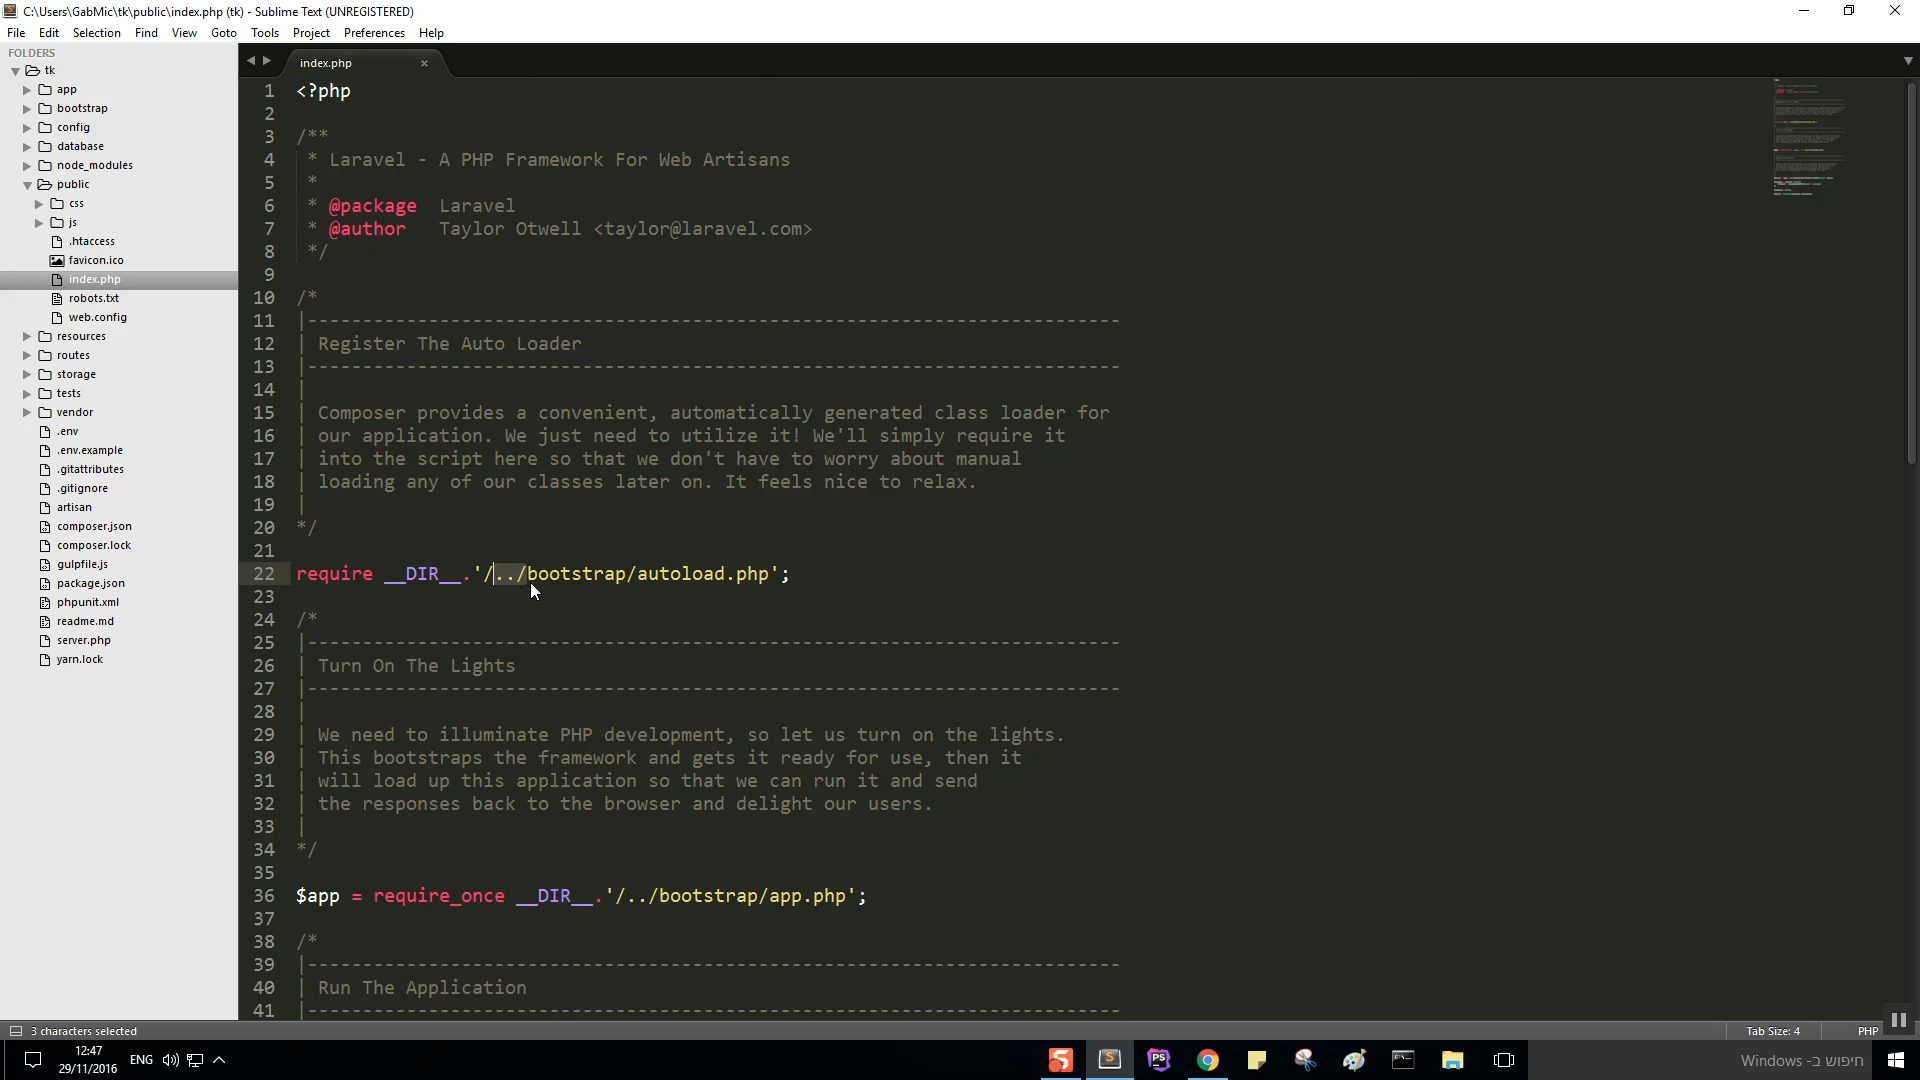 C:\Users\GabMic\tk\public\index.php (tk) - Sublime Text (UNREGISTERED)
File Edit Selection Find View Goto Tools Project Preferences Help
FOLDERS
tk
app
bootstrap
config
database
node_modules
public
css
js
.htaccess
favicon.ico
index.php
robots.txt
web.config
resources
routes
storage
tests
vendor
.env
.env.example
.gitattributes
.gitignore
artisan
composer.json
composer.lock
gulpfile.js
package.json
phpunit.xml
readme.md
server.php
yarn.lock
index.php
1 <?php
2
3 /**
4 * Laravel - A PHP Framework For Web Artisans
5 *
6 * @package  Laravel
7 * @author   Taylor Otwell <taylor@laravel.com>
8 */
9
10 /*
11 |--------------------------------------------------------------------------
12 | Register The Auto Loader
13 |--------------------------------------------------------------------------
14 |
15 | Composer provides a convenient, automatically generated class loader for
16 | our application. We just need to utilize it! We'll simply require it
17 | into the script here so that we don't have to worry about manual
18 | loading any of our classes later on. It feels nice to relax.
19 |
20 */
21
22 require __DIR__.'/../bootstrap/autoload.php';
23
24 /*
25 |--------------------------------------------------------------------------
26 | Turn On The Lights
27 |--------------------------------------------------------------------------
28 |
29 | We need to illuminate PHP development, so let us turn on the lights.
30 | This bootstraps the framework and gets it ready for use, then it
31 | will load up this application so that we can run it and send
32 | the responses back to the browser and delight our users.
33 |
34 */
35
36 $app = require_once __DIR__.'/../bootstrap/app.php';
37
38 /*
39 |--------------------------------------------------------------------------
40 | Run The Application
41 |--------------------------------------------------------------------------
3 characters selected
Tab Size: 4 PHP
12:47
29/11/2016
ENG
PS
חיפוש ב- Windows